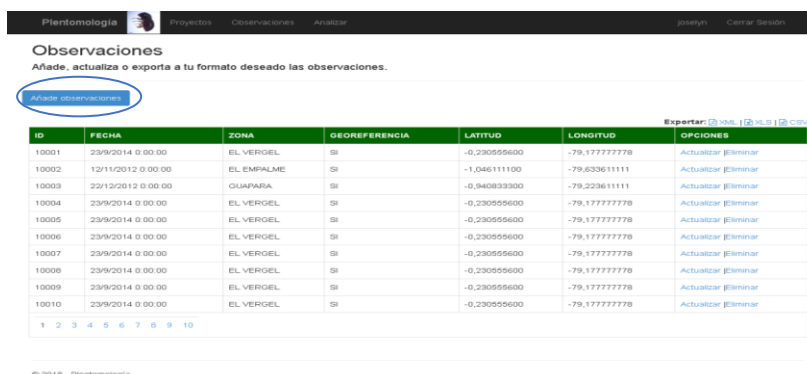 Plentomología Proyectos Observaciones Analizar joselyn Cerrar Sesión
Observaciones
Añade, actualiza o exporta a tu formato deseado las observaciones.
Añade observaciones
Exportar: XML | XLS | CSV
ID FECHA ZONA GEOREFERENCIA LATITUD LONGITUD OPCIONES
10001 23/9/2014 0:00:00 EL VERGEL SI -0,230555600 -79,177777778 Actualizar |Eliminar
10002 12/11/2012 0:00:00 EL EMPALME SI -1,046111100 -79,633611111 Actualizar |Eliminar
10003 22/12/2012 0:00:00 GUAPARA SI -0,940833300 -79,223611111 Actualizar |Eliminar
10004 23/9/2014 0:00:00 EL VERGEL SI -0,230555600 -79,177777778 Actualizar |Eliminar
10005 23/9/2014 0:00:00 EL VERGEL SI -0,230555600 -79,177777778 Actualizar |Eliminar
10006 23/9/2014 0:00:00 EL VERGEL SI -0,230555600 -79,177777778 Actualizar |Eliminar
10007 23/9/2014 0:00:00 EL VERGEL SI -0,230555600 -79,177777778 Actualizar |Eliminar
10008 23/9/2014 0:00:00 EL VERGEL SI -0,230555600 -79,177777778 Actualizar |Eliminar
10009 23/9/2014 0:00:00 EL VERGEL SI -0,230555600 -79,177777778 Actualizar |Eliminar
10010 23/9/2014 0:00:00 EL VERGEL SI -0,230555600 -79,177777778 Actualizar |Eliminar
1 2 3 4 5 6 7 8 9 10